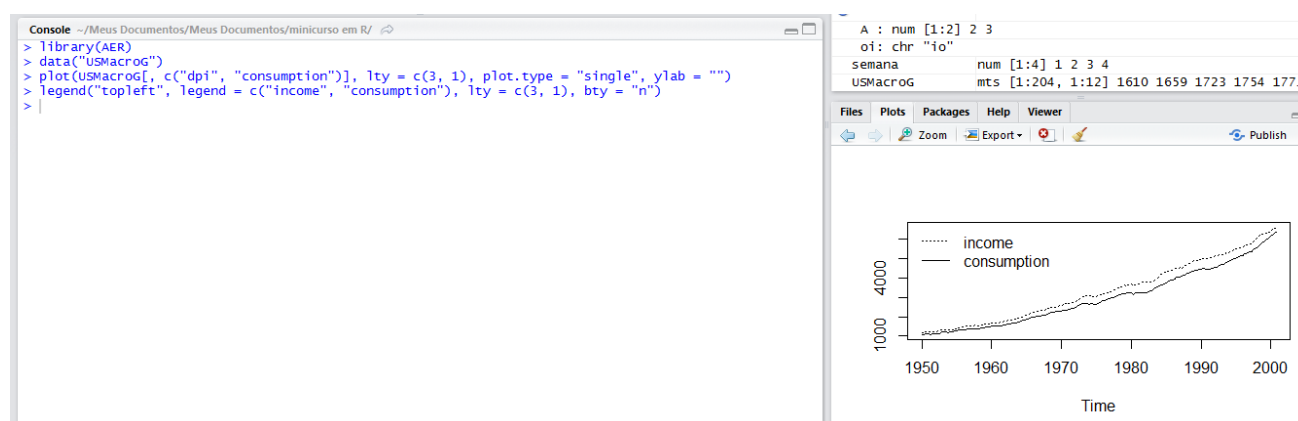 Console ~/Meus Documentos/Meus Documentos/minicurso em R/
> library(AER)
> data("USMacroG")
> plot(USMacroG[, c("dpi", "consumption")], lty = c(3, 1), plot.type = "single", ylab = "")
> legend("topleft", legend = c("income", "consumption"), lty = c(3, 1), bty = "n")
>
A : num [1:2] 2 3
oi: chr "io"
semana num [1:4] 1 2 3 4
USMacroG mts [1:204, 1:12] 1610 1659 1723 1754 177
Files Plots Packages Help Viewer
Zoom Export Publish
income
consumption
4000
1000
1950 1960 1970 1980 1990 2000
Time